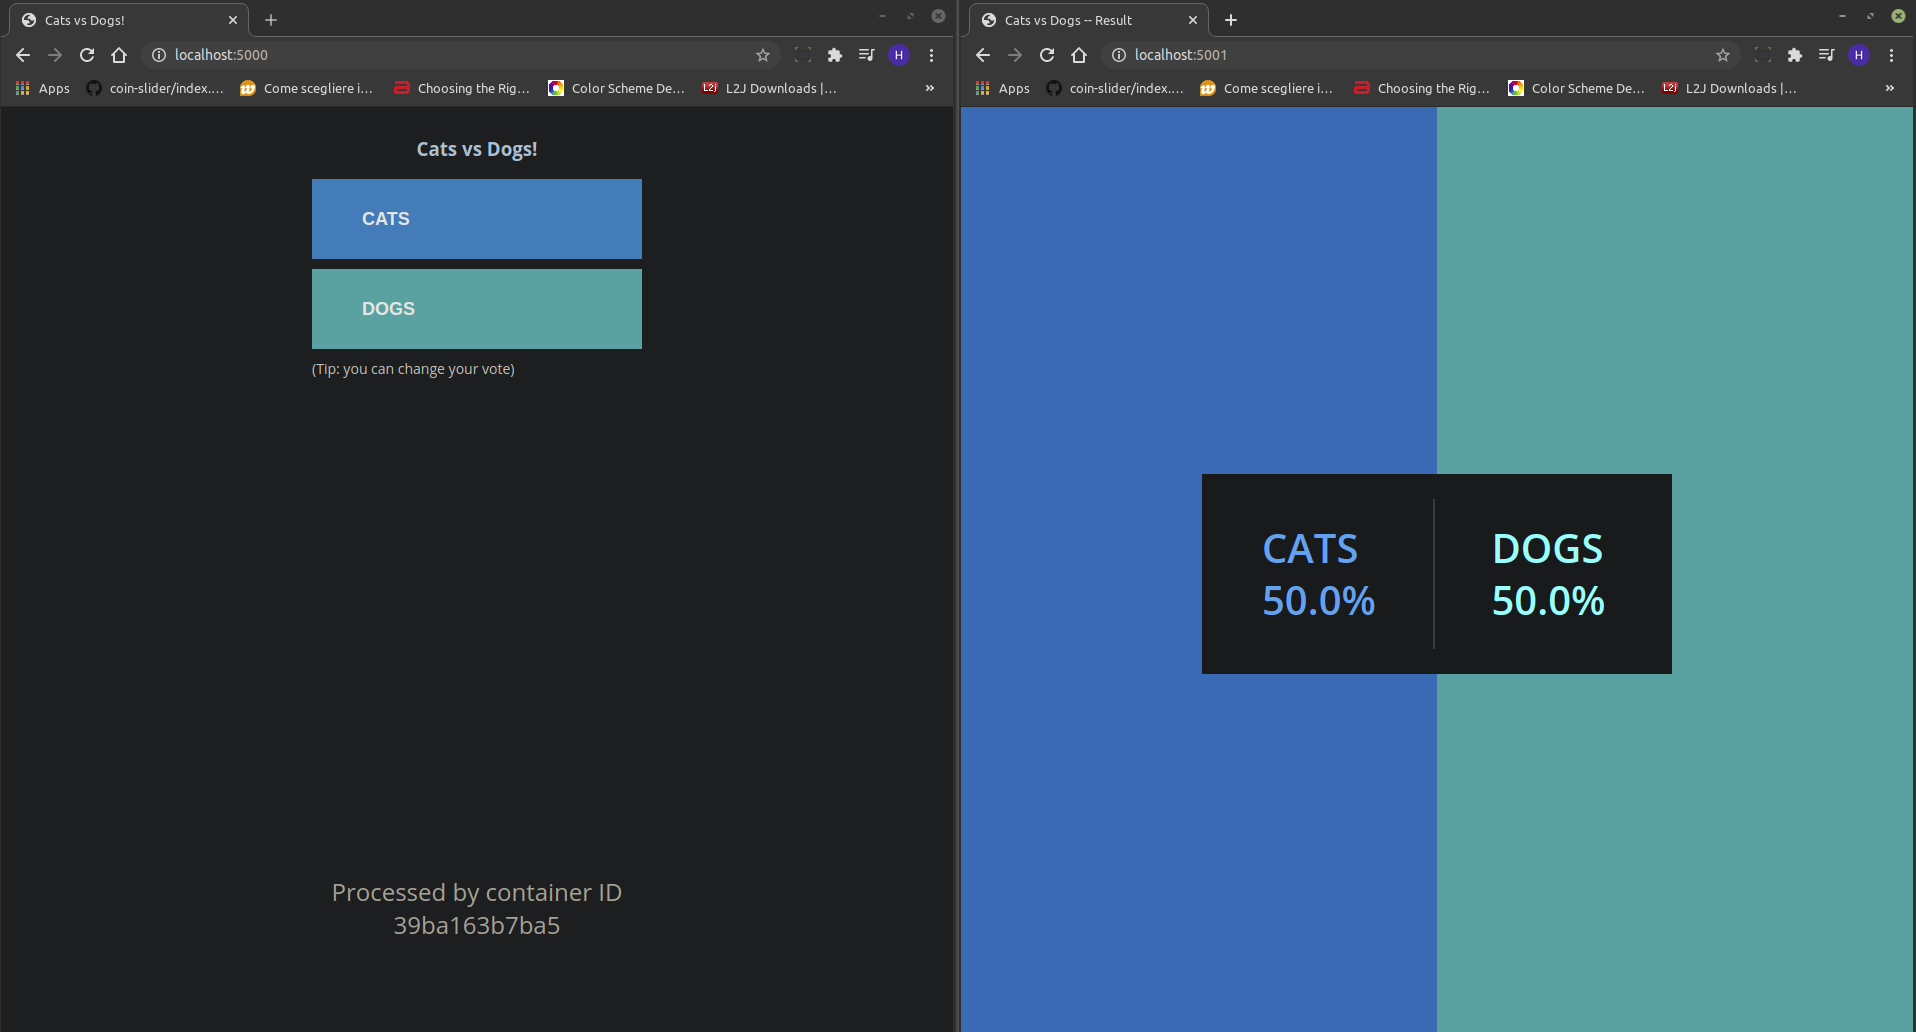 Cats vs Dogs!
localhost:5000
Apps coin-slider/index.... Come scegliere i... Choosing the Rig... Color Scheme De... L2J Downloads |... »
Cats vs Dogs!
CATS
DOGS
(Tip: you can change your vote)
Processed by container ID
39ba163b7ba5
Cats vs Dogs -- Result
localhost:5001
H
Apps coin-slider/index.... Come scegliere i... Choosing the Rig... Color Scheme De... L2J Downloads |... »
CATS
50.0%
DOGS
50.0%